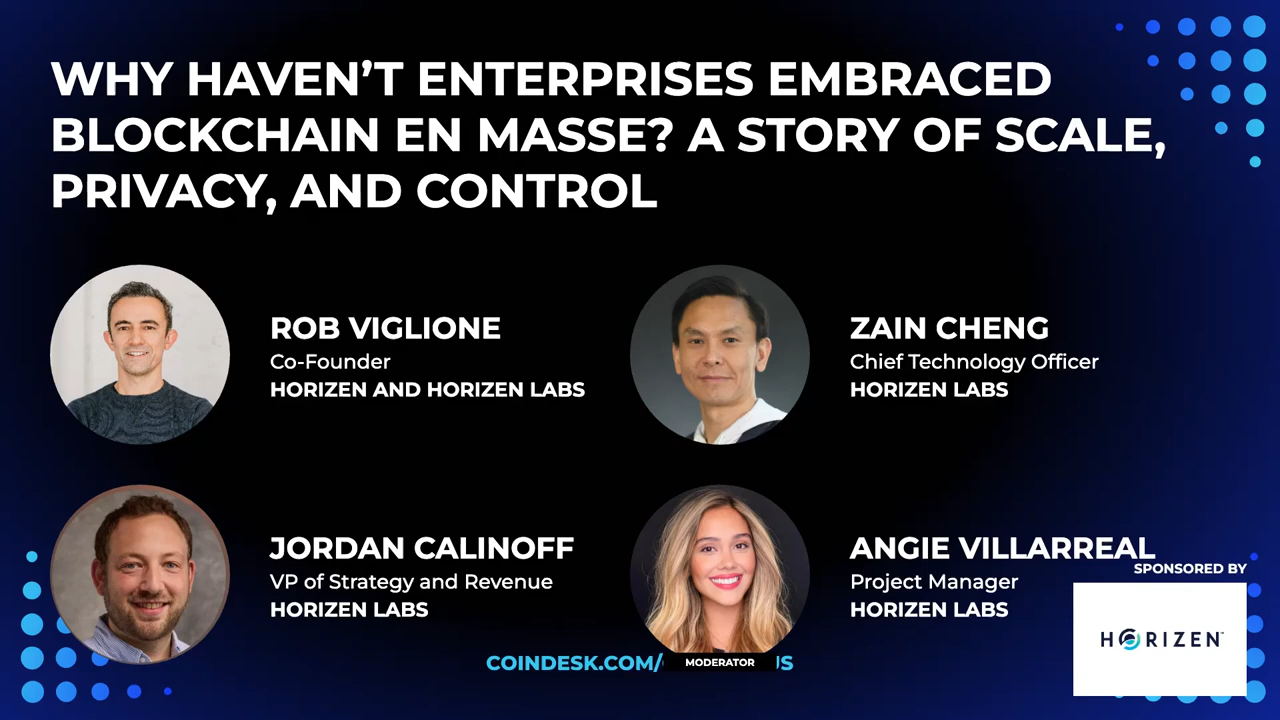 WHY HAVEN’T ENTERPRISES EMBRACED
BLOCKCHAIN EN MASSE? A STORY OF SCALE,
PRIVACY, AND CONTROL
ROB VIGLIONE
Co-Founder
HORIZEN AND HORIZEN LABS
ZAIN CHENG
Chief Technology Officer
HORIZEN LABS
JORDAN CALINOFF
VP of Strategy and Revenue
HORIZEN LABS
ANGIE VILLARREAL
Project Manager
HORIZEN LABS
MODERATOR
SPONSORED BY
HORIZEN
COINDESK.COM/